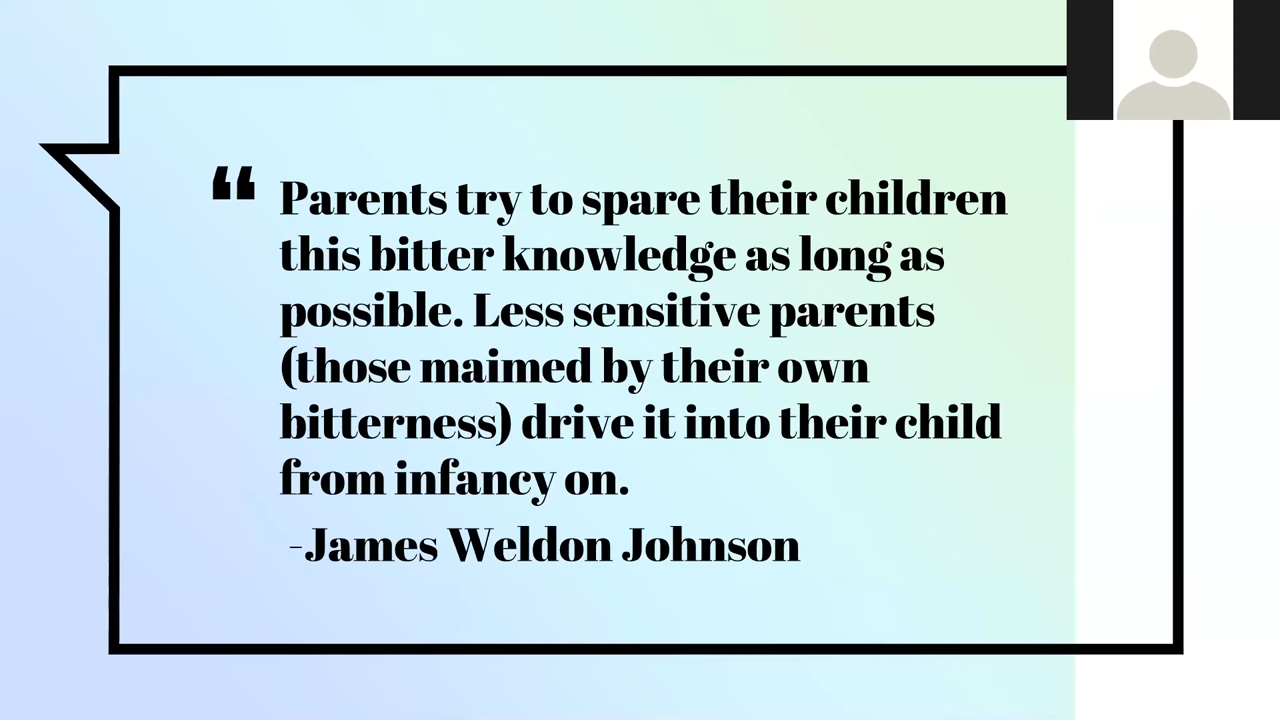 “ Parents try to spare their children
this bitter knowledge as long as
possible. Less sensitive parents
(those maimed by their own
bitterness) drive it into their child
from infancy on.
-James Weldon Johnson